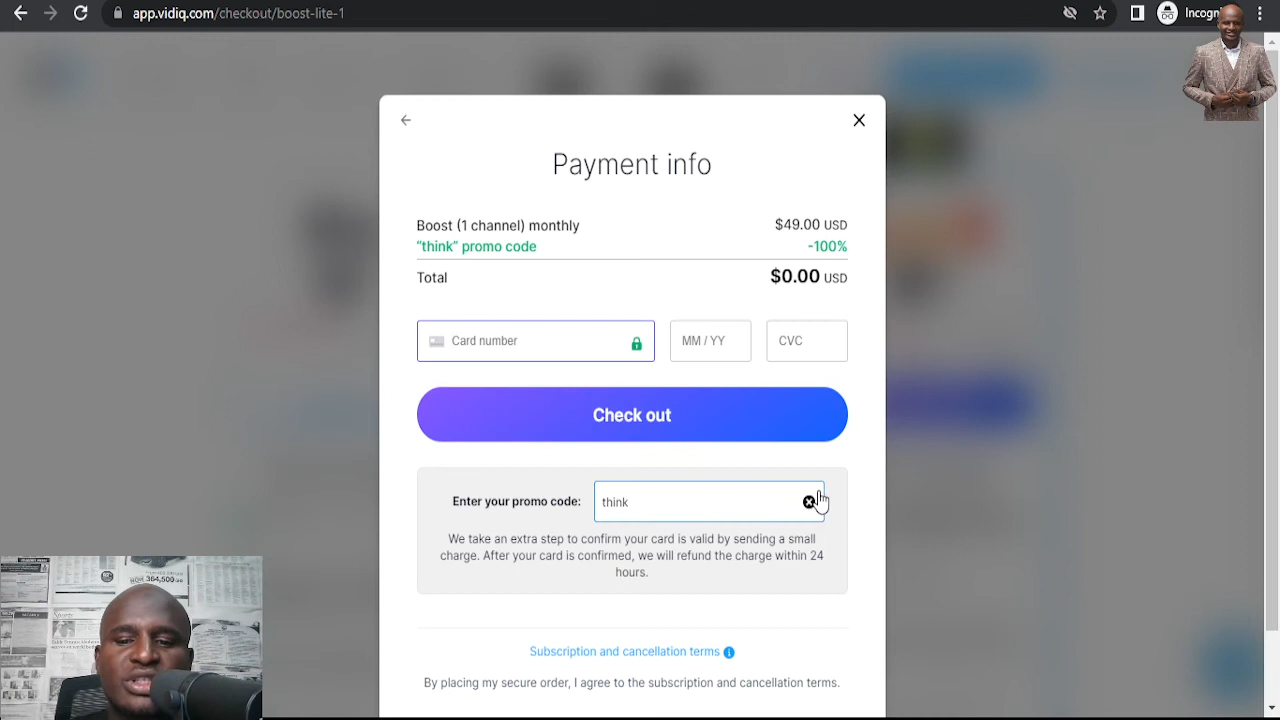 app.vidiq.com/checkout/boost-lite-1
Payment info
Boost (1 channel) monthly $49.00 USD
“think” promo code -100%
Total $0.00 USD
Card number MM / YY CVC
Check out
Enter your promo code: think
We take an extra step to confirm your card is valid by sending a small
charge. After your card is confirmed, we will refund the charge within 24
hours.
Subscription and cancellation terms
By placing my secure order, I agree to the subscription and cancellation terms.
364,509